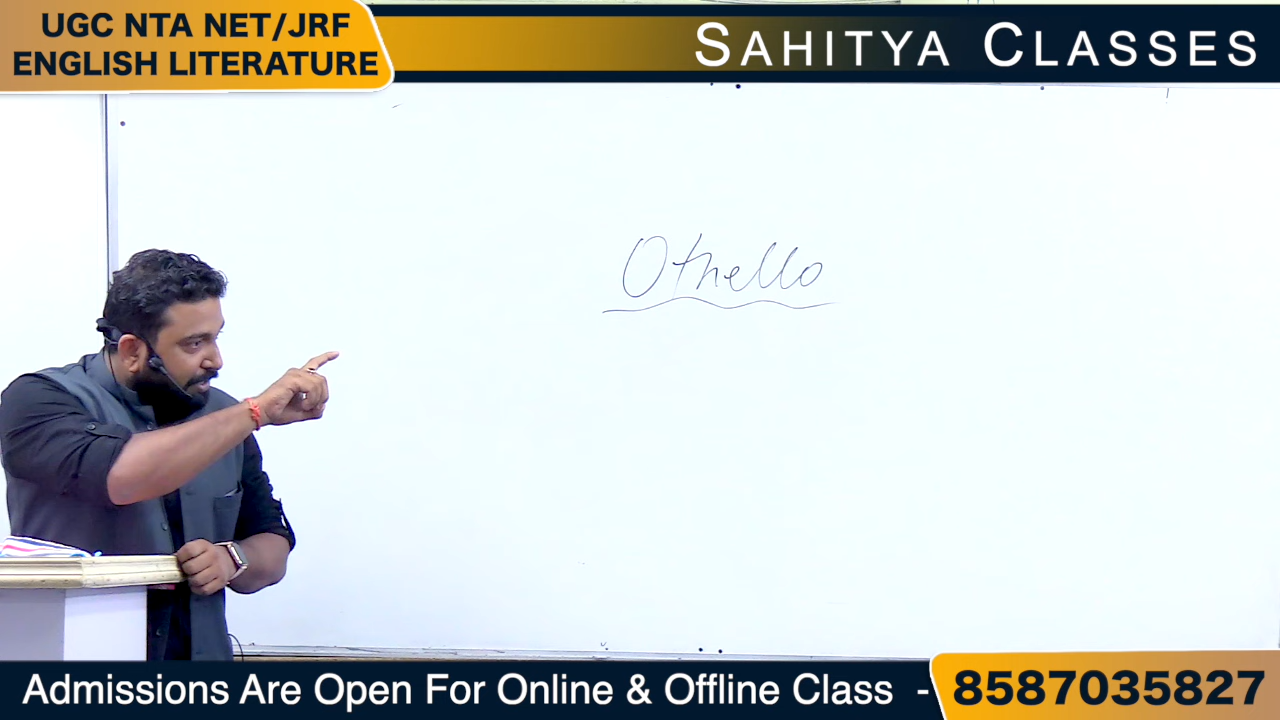 UGC NTA NET/JRF
ENGLISH LITERATURE
SAHITYA CLASSES
Othello
Admissions Are Open For Online & Offline Class - 8587035827